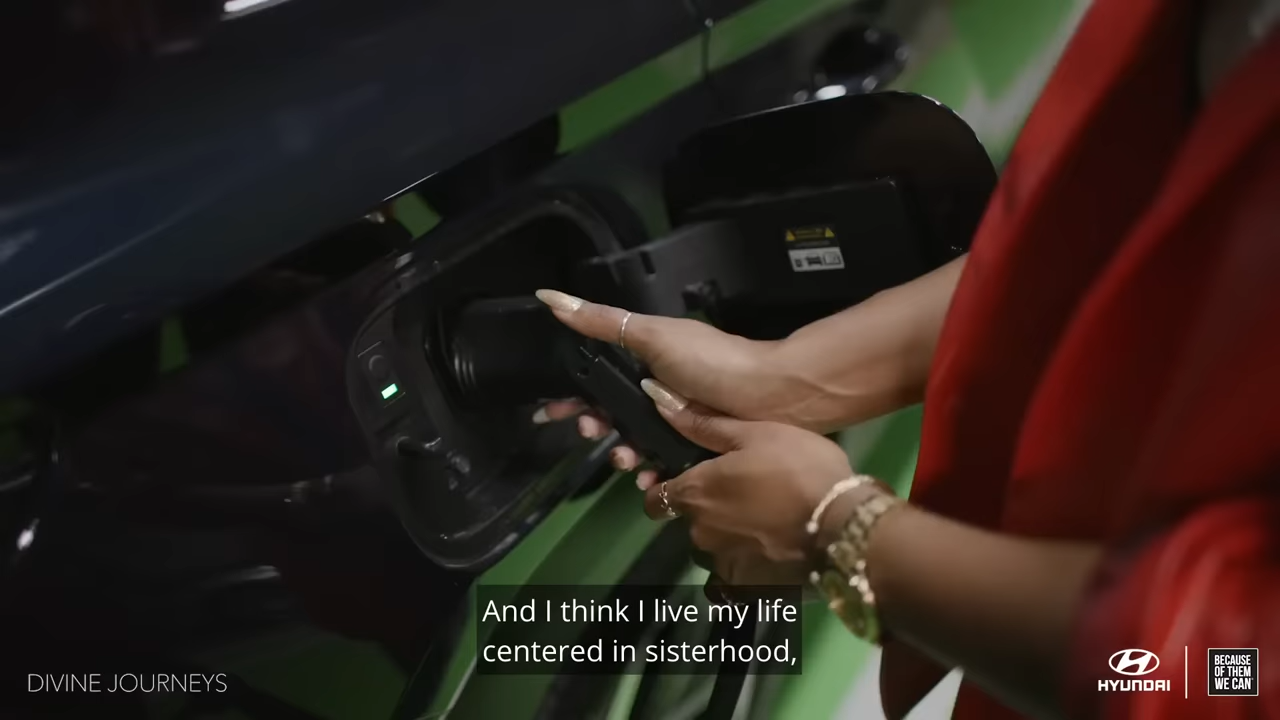 And I think I live my life
centered in sisterhood,
DIVINE JOURNEYS
HYUNDAI
BECAUSE
OF THEM
WE CAN